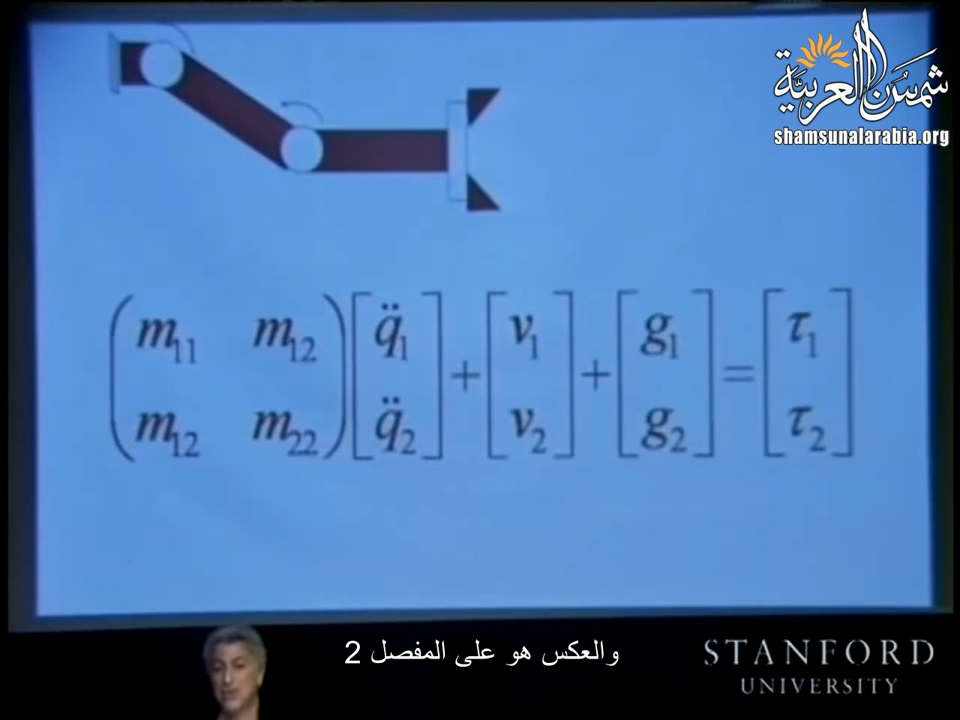 شمس العربية
shamsunalarabia.org
m11 m12 q̈1 v1 g1 τ1
+ + =
m12 m22 q̈2 v2 g2 τ2
والعكس هو على المفصل 2
STANFORD
UNIVERSITY